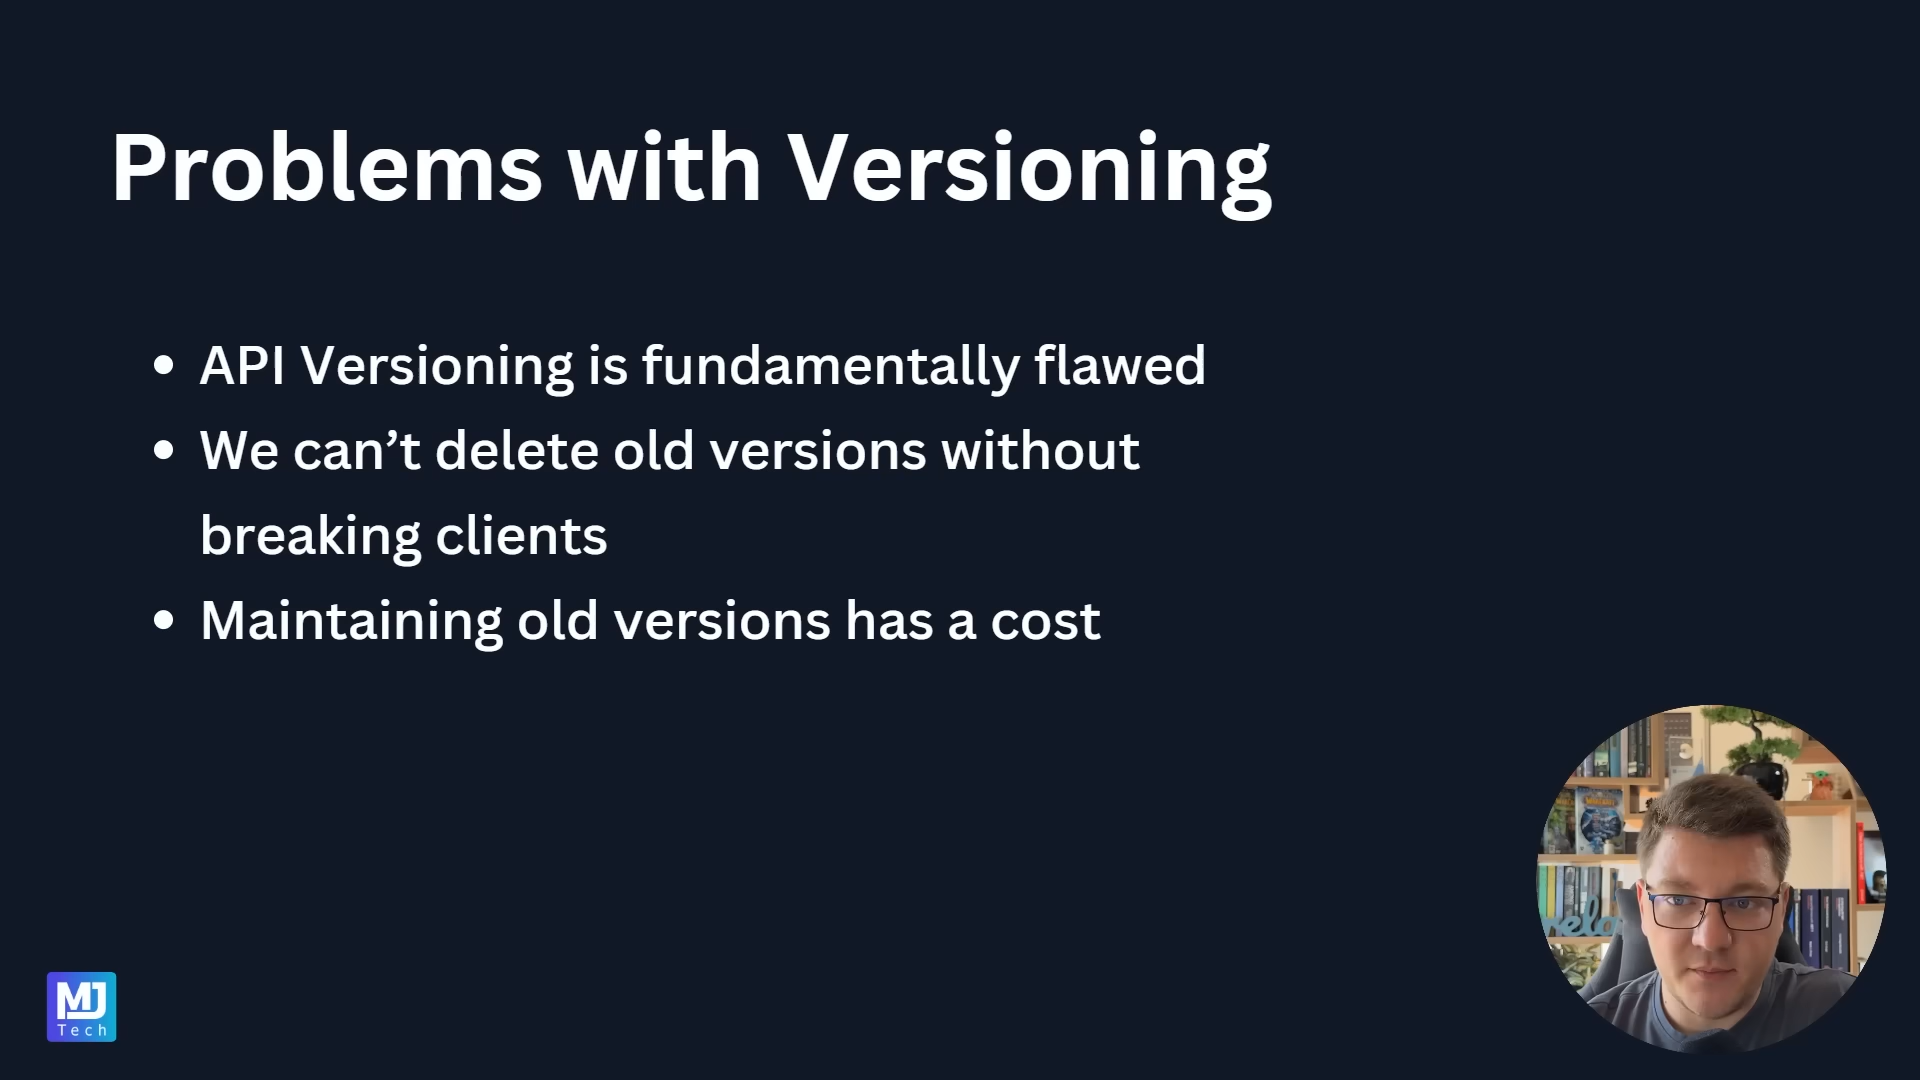 Problems with Versioning
• API Versioning is fundamentally flawed
• We can’t delete old versions without
breaking clients
• Maintaining old versions has a cost
MJ
Tech